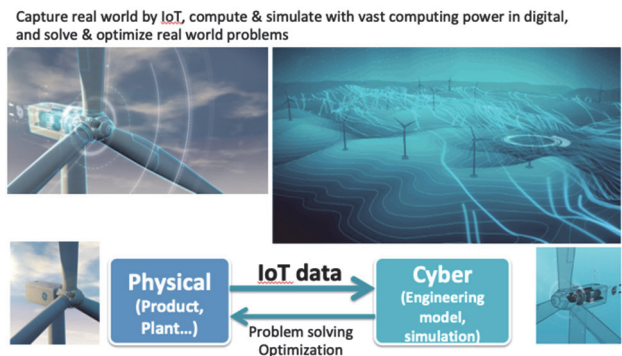 Capture real world by IoT, compute & simulate with vast computing power in digital,
and solve & optimize real world problems
Physical
(Product,
Plant...)
IoT data
Problem solving
Optimization
Cyber
(Engineering
model,
simulation)